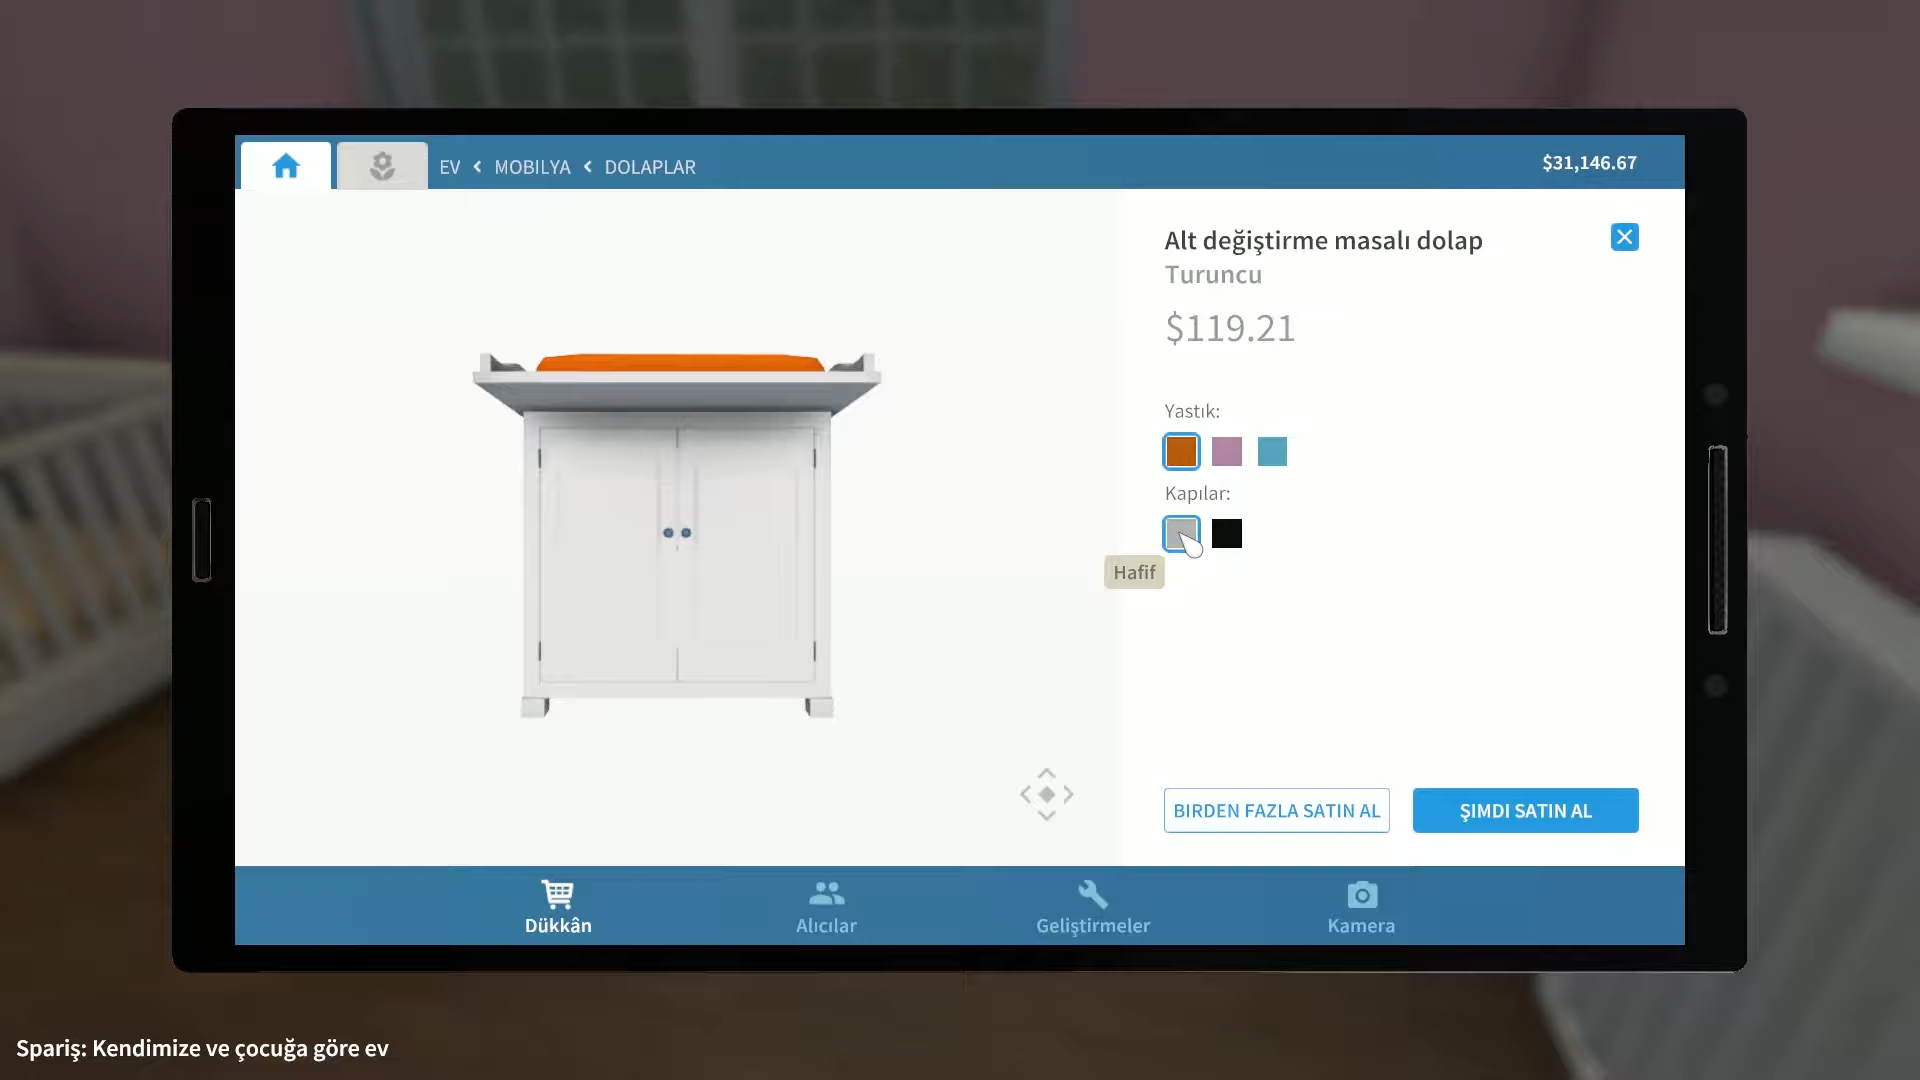 EV < MOBILYA < DOLAPLAR
$31,146.67
Alt değiştirme masalı dolap
Turuncu
$119.21
Yastık:
Kapılar:
Hafif
BIRDEN FAZLA SATIN AL
ŞIMDI SATIN AL
Dükkân
Alıcılar
Geliştirmeler
Kamera
Spariş: Kendimize ve çocuğa göre ev